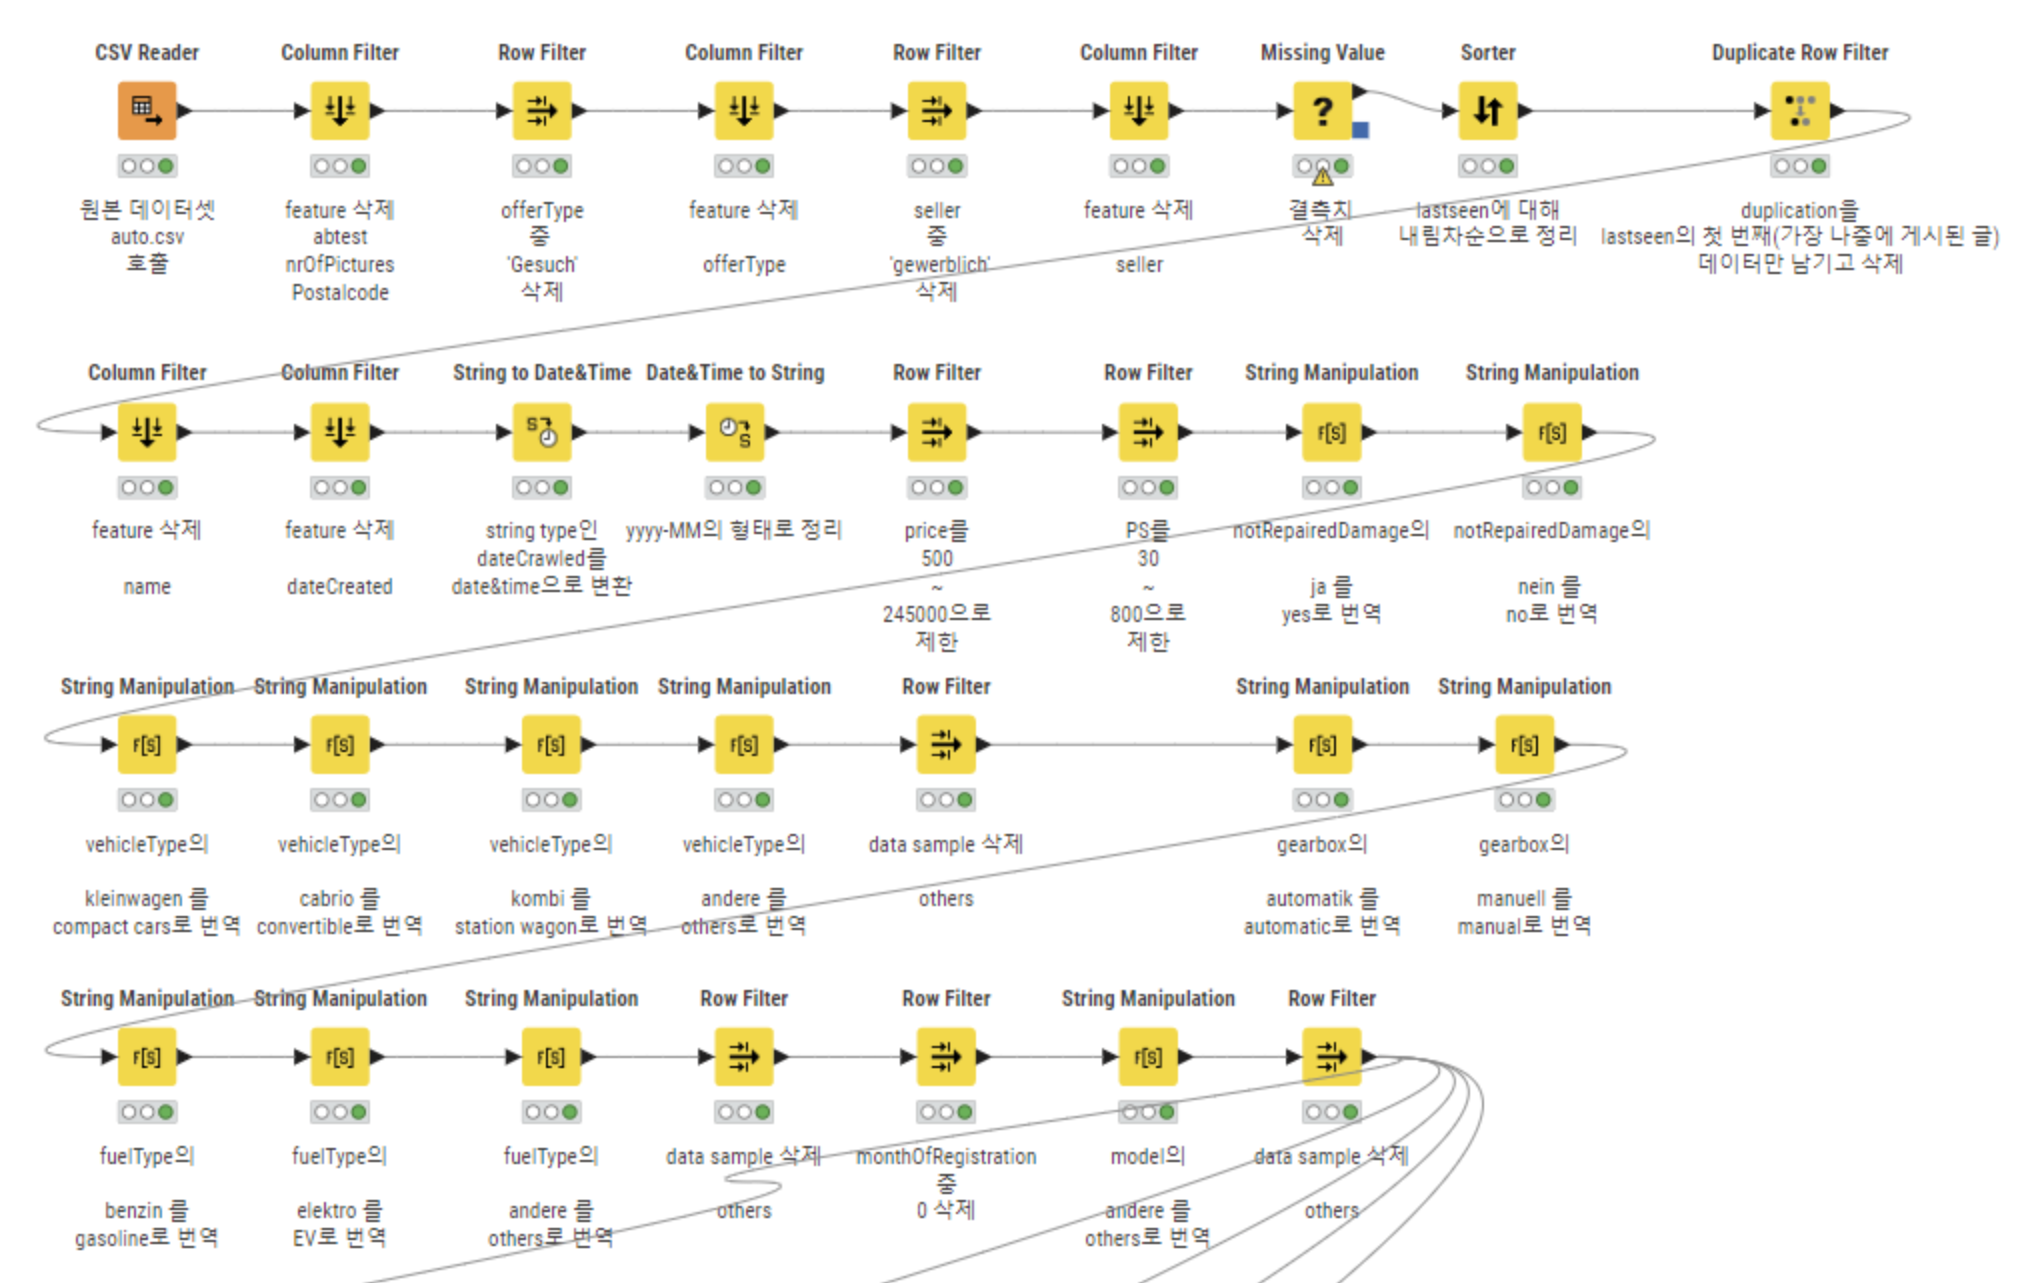 CSV Reader
Column Filter
Row Filter
Column Filter
Row Filter
Column Filter
Missing Value
Sorter
Duplicate Row Filter
원본 데이터셋
auto.csv
호출
feature 삭제
abtest
nrOfPictures
Postalcode
offerType
중
'Gesuch'
삭제
feature 삭제
offerType
seller
중
'gewerblich'
삭제
feature 삭제
seller
결측치
삭제
lastseen에 대해
내림차순으로 정리
duplication을
lastseen의 첫 번째(가장 나중에 게시된 글)
데이터만 남기고 삭제
Column Filter
Column Filter
String to Date&Time
Date&Time to String
Row Filter
Row Filter
String Manipulation
String Manipulation
feature 삭제
name
feature 삭제
dateCreated
string type인
dateCrawled를
date&time으로 변환
yyyy-MM의 형태로 정리
price를
500
~
245000으로
제한
PS를
30
~
800으로
제한
notRepairedDamage의
ja 를
yes로 번역
notRepairedDamage의
nein 를
no로 번역
String Manipulation
String Manipulation
String Manipulation
String Manipulation
Row Filter
String Manipulation
String Manipulation
vehicleType의
kleinwagen 를
compact cars로 번역
vehicleType의
cabrio 를
convertible로 번역
vehicleType의
kombi 를
station wagon로 번역
vehicleType의
andere 를
others로 번역
data sample 삭제
others
gearbox의
automatik 를
automatic로 번역
gearbox의
manuell 를
manual로 번역
String Manipulation
String Manipulation
String Manipulation
Row Filter
Row Filter
String Manipulation
Row Filter
fuelType의
benzin 를
gasoline로 번역
fuelType의
elektro 를
EV로 번역
fuelType의
andere 를
others로 번역
data sample 삭제
others
monthOfRegistration
중
0 삭제
model의
andere 를
others로 번역
data sample 삭제
others